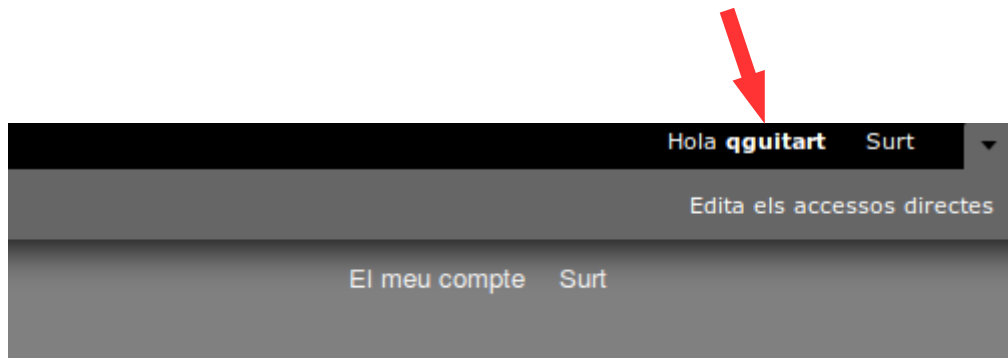 Hola qguitart Surt
Edita els accessos directes
El meu compte Surt